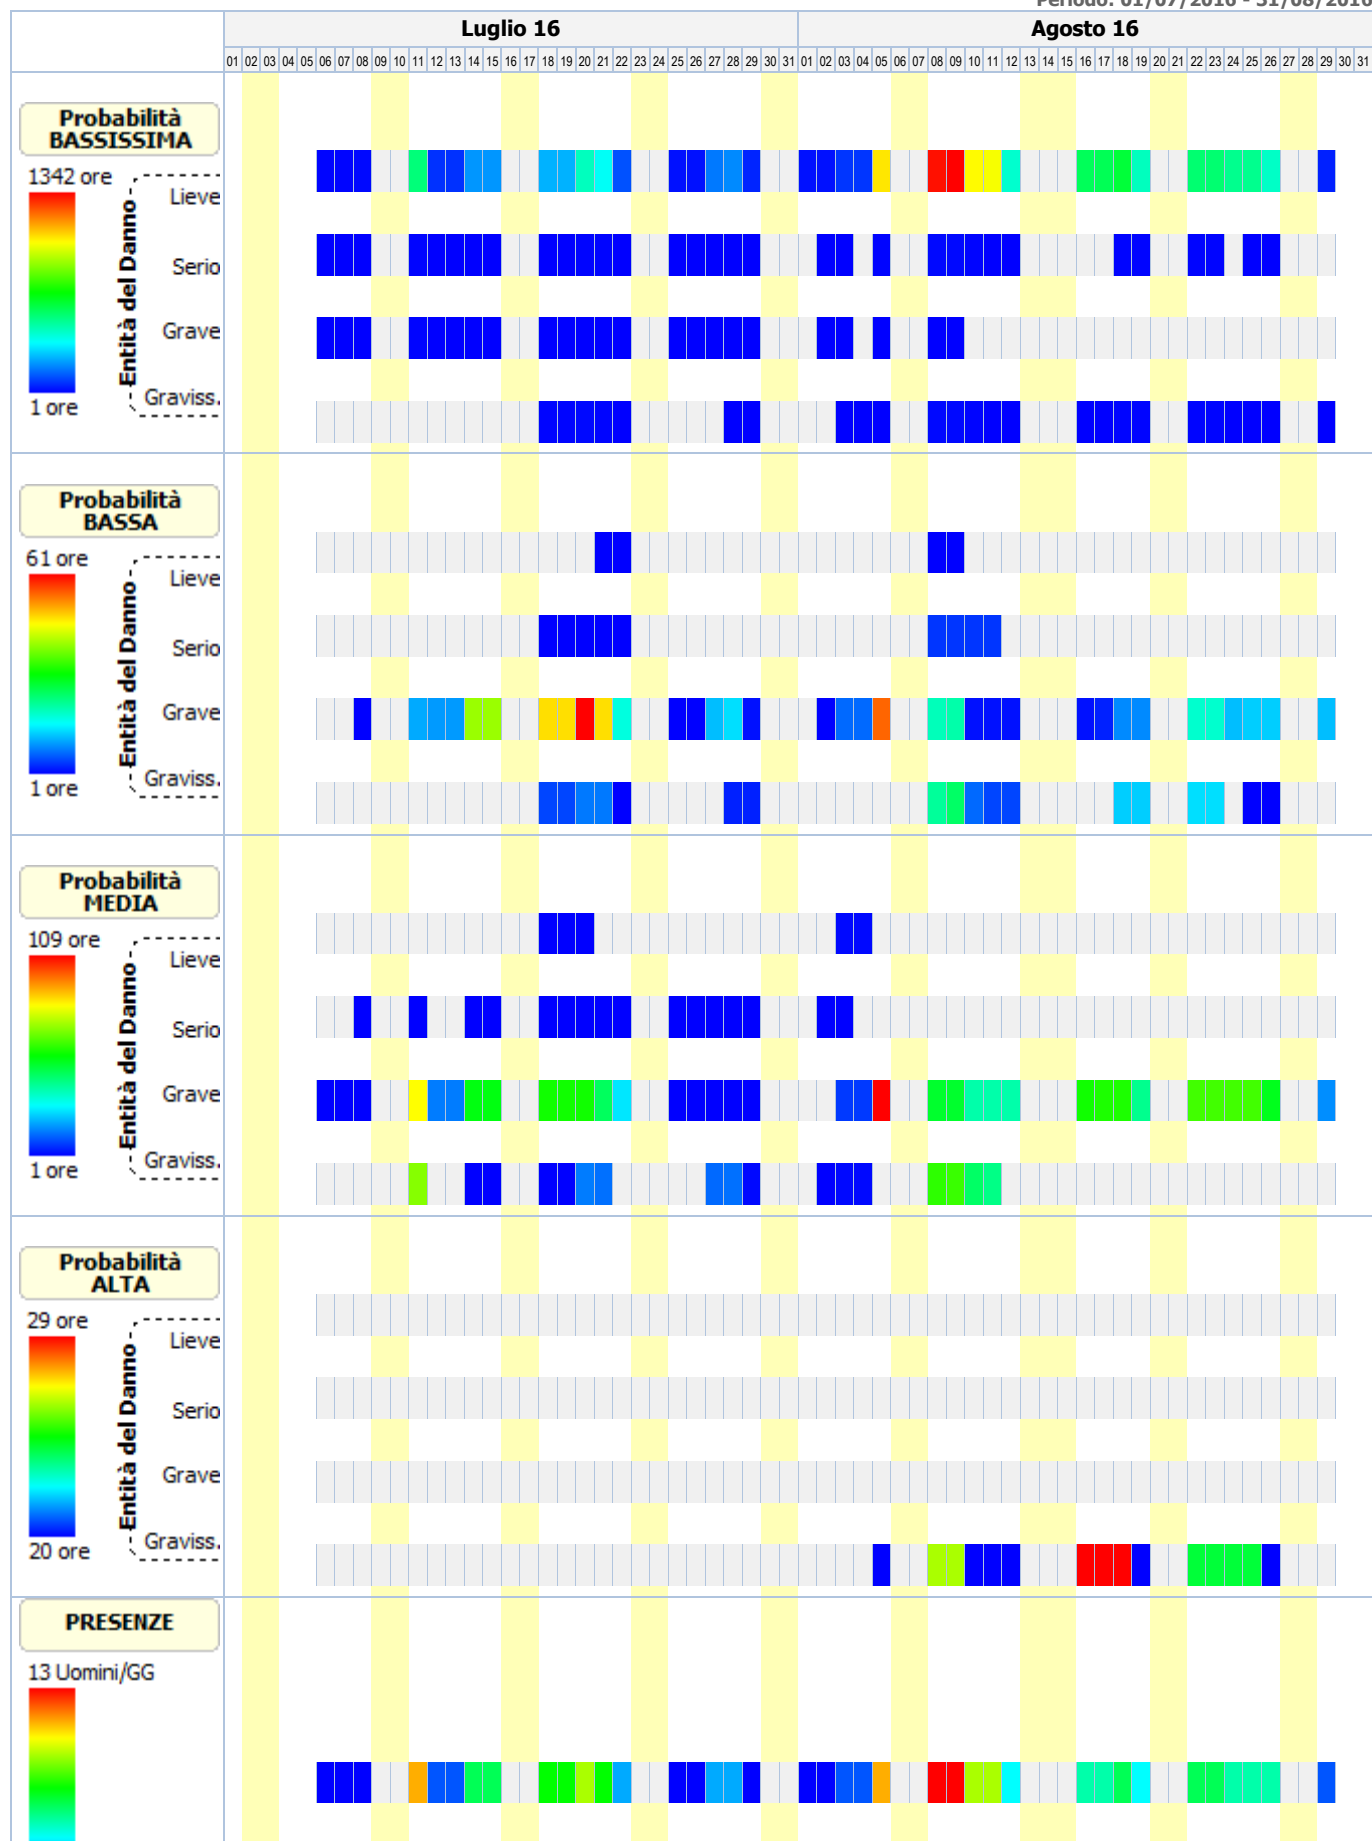 Periodo: 01/07/2016 - 31/08/2016
Luglio 16
Agosto 16
01 02 03 04 05 06 07 08 09 10 11 12 13 14 15 16 17 18 19 20 21 22 23 24 25 26 27 28 29 30 31 01 02 03 04 05 06 07 08 09 10 11 12 13 14 15 16 17 18 19 20 21 22 23 24 25 26 27 28 29 30 31
Probabilità
BASSISSIMA
1342 ore
1 ore
Entità del Danno
Lieve
Serio
Grave
Graviss.
Probabilità
BASSA
61 ore
1 ore
Entità del Danno
Lieve
Serio
Grave
Graviss.
Probabilità
MEDIA
109 ore
1 ore
Entità del Danno
Lieve
Serio
Grave
Graviss.
Probabilità
ALTA
29 ore
20 ore
Entità del Danno
Lieve
Serio
Grave
Graviss.
PRESENZE
13 Uomini/GG